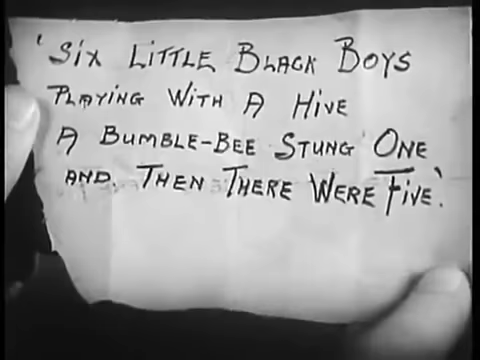 'Six Little Black Boys
Playing With A Hive
A Bumble-Bee Stung One
And Then There Were Five'.